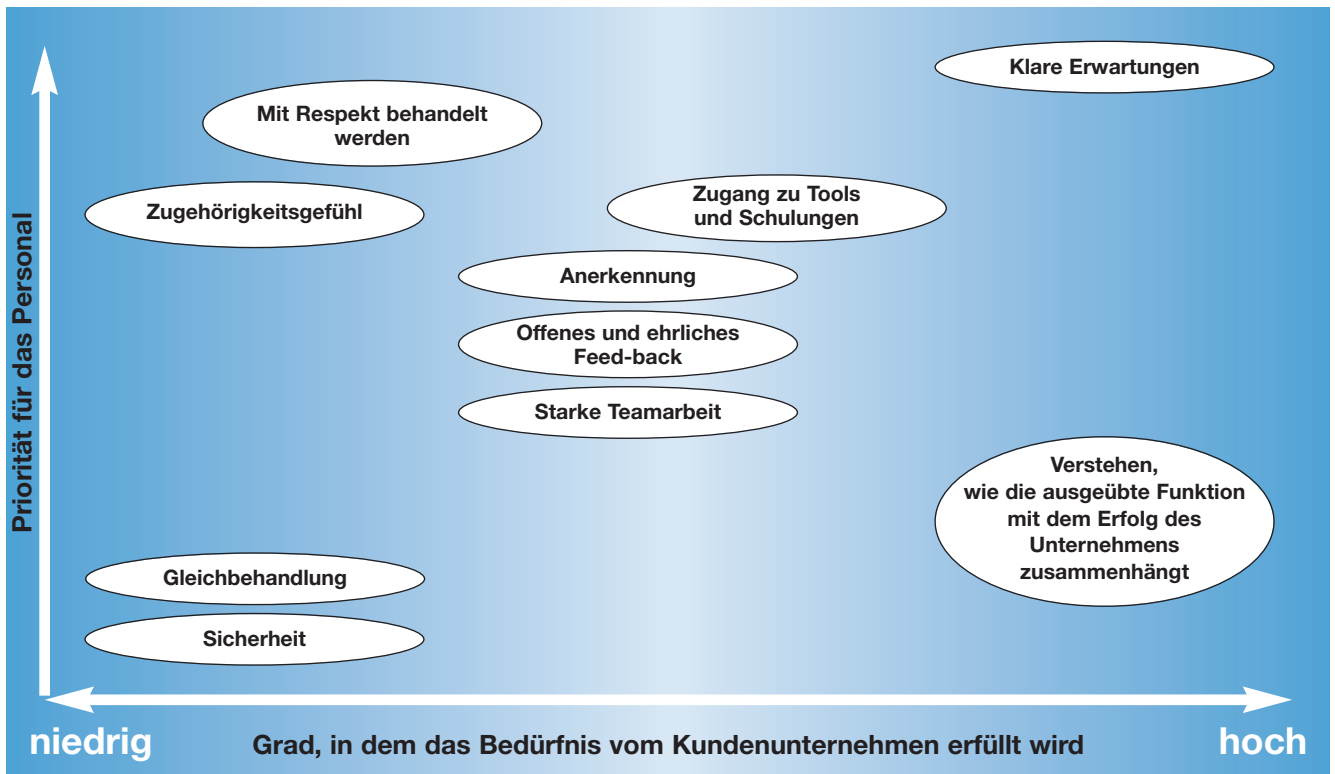 Klare Erwartungen
Mit Respekt behandelt
werden
Zugehörigkeitsgefühl
Zugang zu Tools
und Schulungen
Anerkennung
Offenes und ehrliches
Feed-back
Starke Teamarbeit
Verstehen,
wie die ausgeübte Funktion
mit dem Erfolg des
Unternehmens
zusammenhängt
Gleichbehandlung
Sicherheit
Priorität für das Personal
niedrig
Grad, in dem das Bedürfnis vom Kundenunternehmen erfüllt wird
hoch